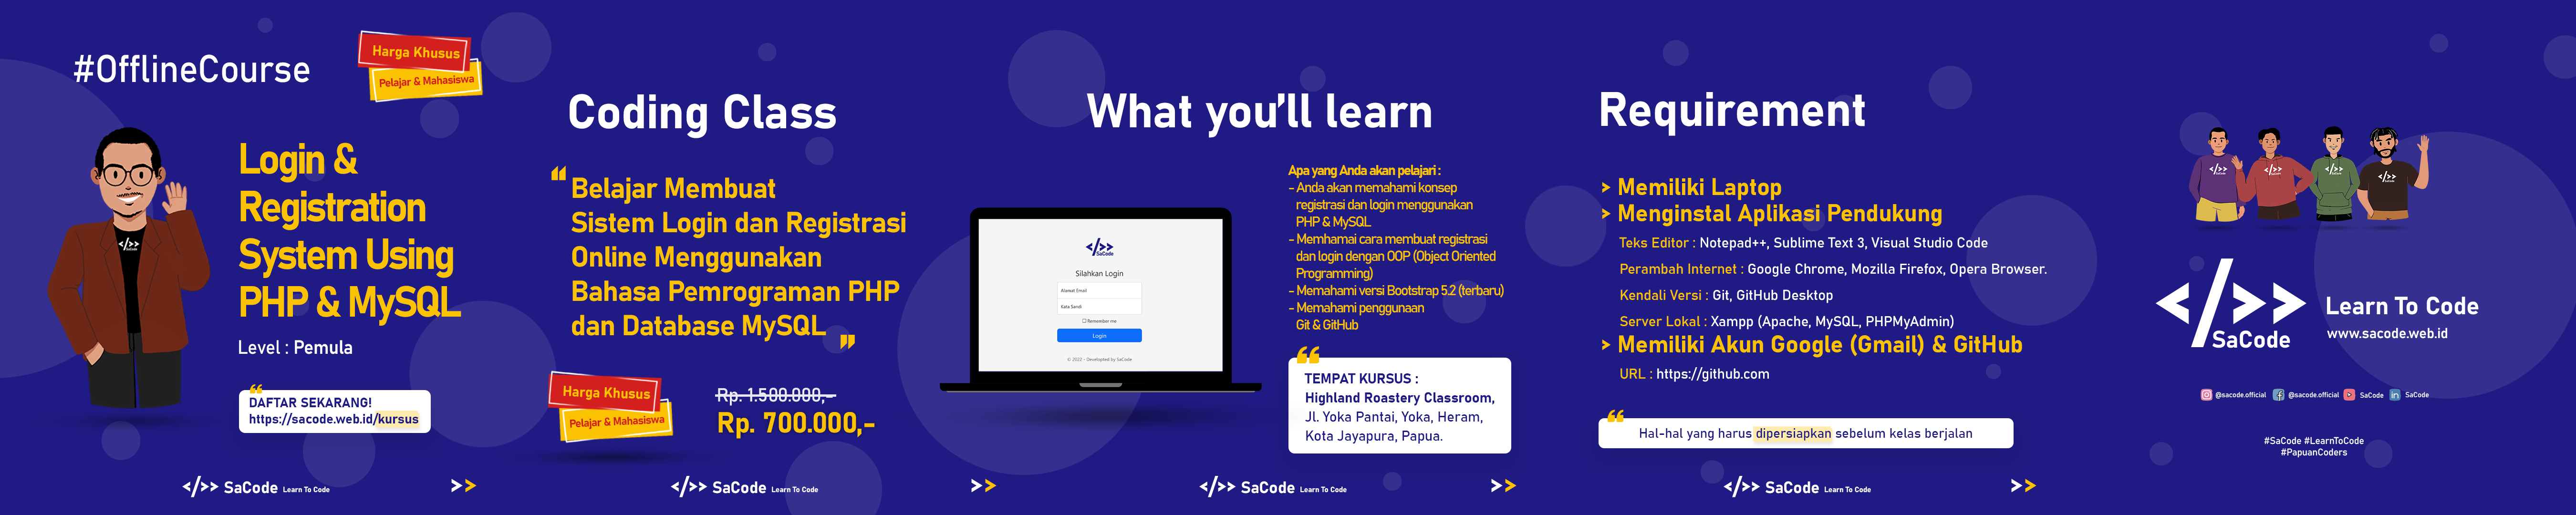 #OfflineCourse
Harga Khusus
Pelajar & Mahasiswa
Login &
Registration
System Using
PHP & MySQL
Level : Pemula
</>>
SaCode
DAFTAR SEKARANG!
https://sacode.web.id/kursus
</>> SaCode Learn To Code
>>
Coding Class
“
Belajar Membuat
Sistem Login dan Registrasi
Online Menggunakan
Bahasa Pemrograman PHP
dan Database MySQL
”
Harga Khusus
Pelajar & Mahasiswa
Rp. 1.500.000,-
Rp. 700.000,-
</>> SaCode Learn To Code
>>
What you'll learn
</>>
SaCode
Silahkan Login
Alamat Email
Kata Sandi
Remember me
Login
© 2022 - Developted by SaCode
Apa yang Anda akan pelajari :
- Anda akan memahami konsep
registrasi dan login menggunakan
PHP & MySQL
- Memhamai cara membuat registrasi
dan login dengan OOP (Object Oriented
Programming)
- Memahami versi Bootstrap 5.2 (terbaru)
- Memahami penggunaan
Git & GitHub
“
TEMPAT KURSUS :
Highland Roastery Classroom,
Jl. Yoka Pantai, Yoka, Heram,
Kota Jayapura, Papua.
</>> SaCode Learn To Code
>>
Requirement
> Memiliki Laptop
> Menginstal Aplikasi Pendukung
Teks Editor : Notepad++, Sublime Text 3, Visual Studio Code
Perambah Internet : Google Chrome, Mozilla Firefox, Opera Browser.
Kendali Versi : Git, GitHub Desktop
Server Lokal : Xampp (Apache, MySQL, PHPMyAdmin)
> Memiliki Akun Google (Gmail) & GitHub
URL : https://github.com
“
Hal-hal yang harus dipersiapkan sebelum kelas berjalan
</>> SaCode Learn To Code
>>
</>>
SaCode
Learn To Code
www.sacode.web.id
@sacode.official @sacode.official SaCode SaCode
#SaCode #LearnToCode
#PapuanCoders